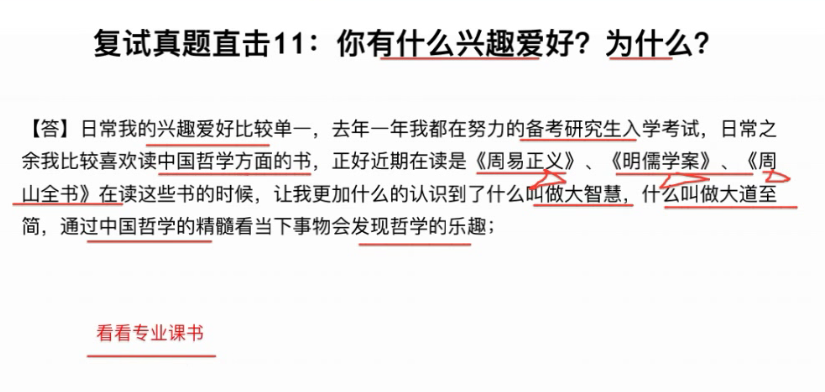 复试真题直击11：你有什么兴趣爱好？为什么？
【答】日常我的兴趣爱好比较单一，去年一年我都在努力的备考研究生入学考试，日常之
余我比较喜欢读中国哲学方面的书，正好近期在读是《周易正义》、《明儒学案》、《周
山全书》在读这些书的时候，让我更加什么的认识到了什么叫做大智慧，什么叫做大道至
简，通过中国哲学的精髓看当下事物会发现哲学的乐趣；
看看专业课书